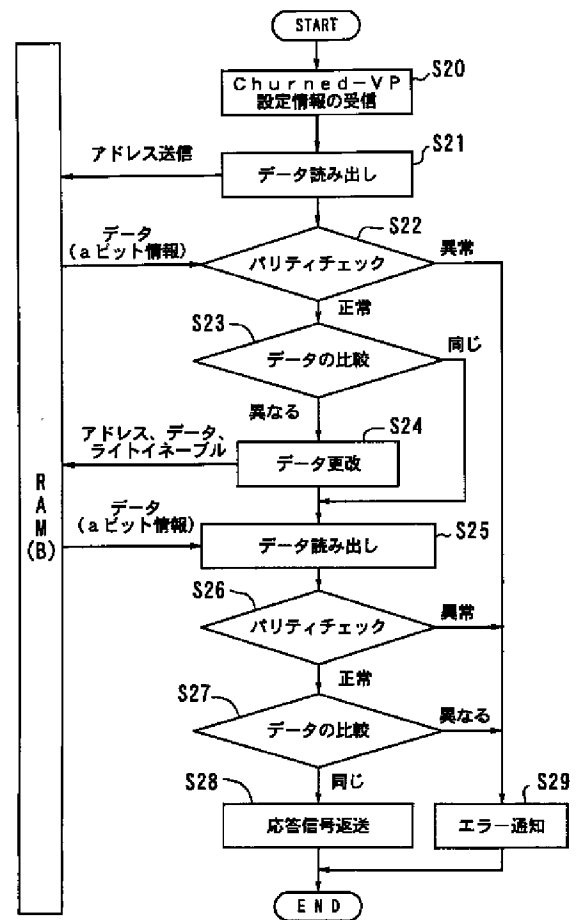 START
S20
Churned-VP
設定情報の受信
アドレス送信
S21
データ読み出し
データ
(aビット情報)
S22
パリティチェック
異常
正常
S23
データの比較
同じ
異なる
アドレス、データ、
ライトイネーブル
S24
データ更改
データ
(aビット情報)
S25
データ読み出し
RAM(B)
S26
パリティチェック
異常
正常
S27
データの比較
異なる
同じ
S28
応答信号返送
S29
エラー通知
END